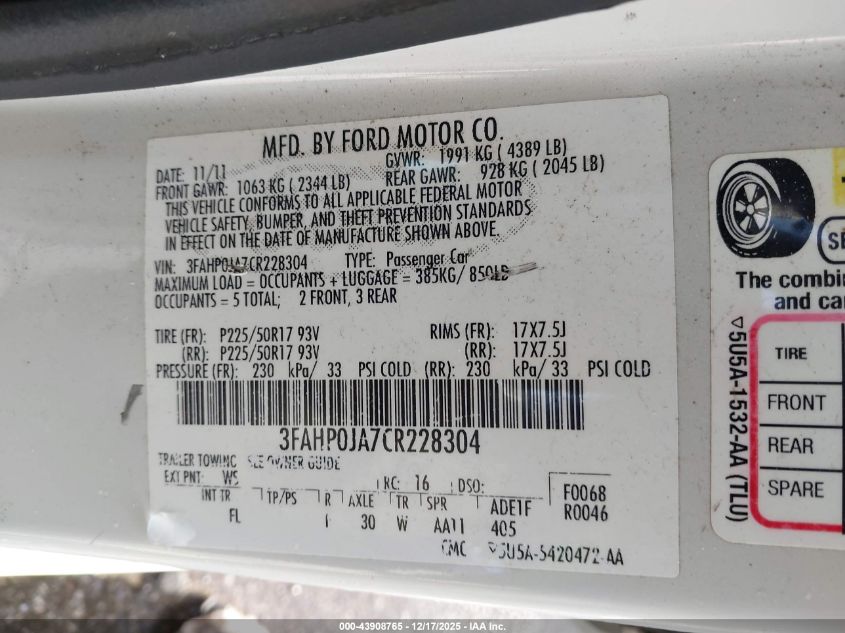 MFD. BY FORD MOTOR CO.
DATE: 11/11 GVWR: 1991 KG ( 4389 LB)
FRONT GAWR: 1063 KG ( 2344 LB) REAR GAWR: 928 KG ( 2045 LB)
THIS VEHICLE CONFORMS TO ALL APPLICABLE FEDERAL MOTOR
VEHICLE SAFETY, BUMPER, AND THEFT PREVENTION STANDARDS
IN EFFECT ON THE DATE OF MANUFACTURE SHOWN ABOVE.
VIN: 3FAHP0JA7CR228304 TYPE: Passenger Car
MAXIMUM LOAD = OCCUPANTS + LUGGAGE = 385KG/ 850LB
OCCUPANTS = 5 TOTAL; 2 FRONT, 3 REAR
TIRE (FR): P225/50R17 93V RIMS (FR): 17X7.5J
(RR): P225/50R17 93V (RR): 17X7.5J
PRESSURE (FR): 230 kPa/ 33 PSI COLD (RR): 230 kPa/ 33 PSI COLD
3FAHP0JA7CR228304
TRAILER TOWING SEE OWNER GUIDE
EXT PNT: WS RC: 16 DSO:
INT TR TP/PS R AXLE TR SPR ADE1F F0068
FL I 30 W AA11 405 R0046
CMC ▽5U5A-5420472-AA
The combin
and ca
TIRE
FRONT
REAR
SPARE
▽5U5A-1532-AA (TLU)
000-43908765 — 12/17/2025 — IAA Inc.